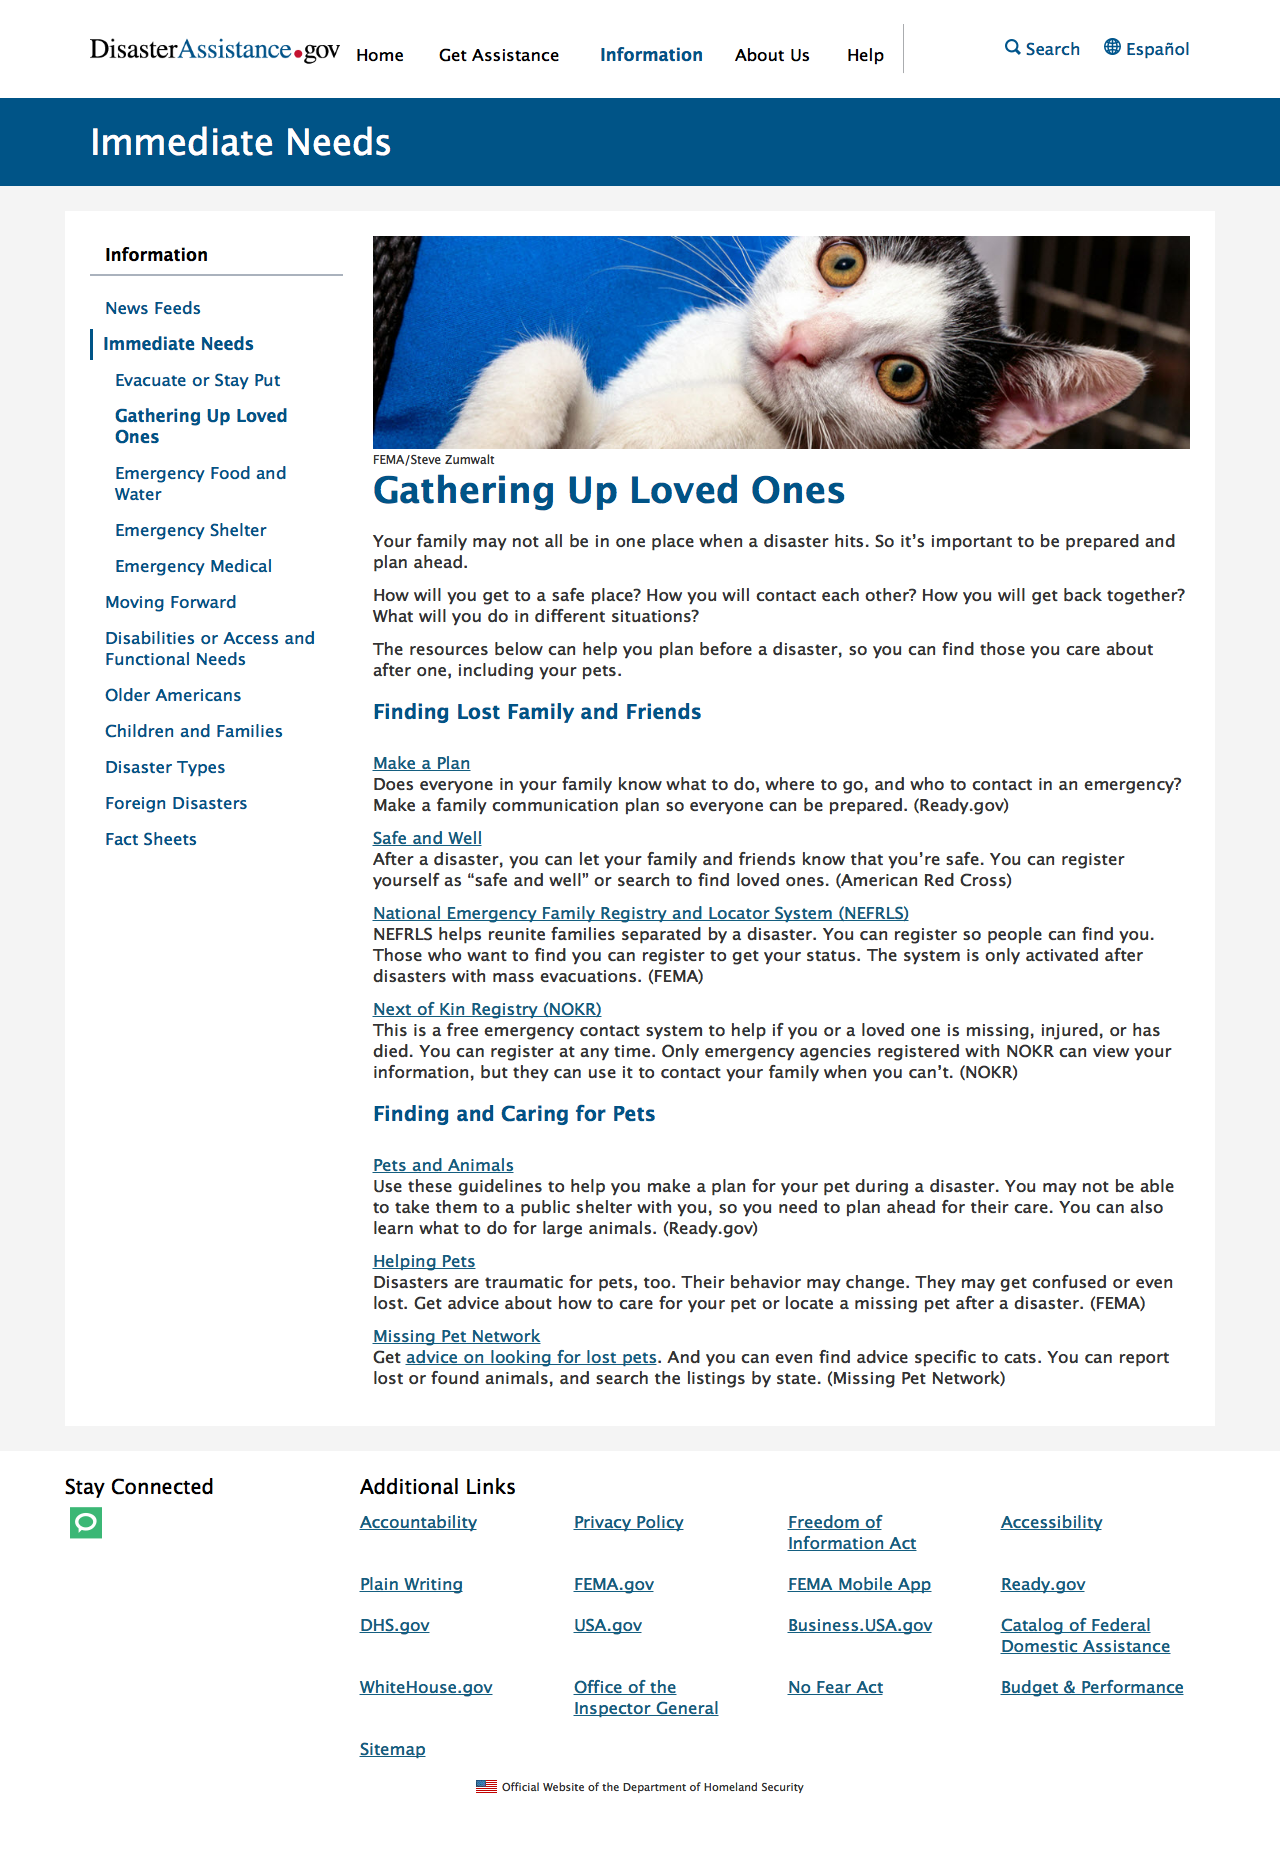 DisasterAssistance.gov
Home
Get Assistance
Information
About Us
Help
Search
Español
Immediate Needs
Information
News Feeds
Immediate Needs
Evacuate or Stay Put
Gathering Up Loved
Ones
Emergency Food and
Water
Emergency Shelter
Emergency Medical
Moving Forward
Disabilities or Access and
Functional Needs
Older Americans
Children and Families
Disaster Types
Foreign Disasters
Fact Sheets
FEMA/Steve Zumwalt
Gathering Up Loved Ones
Your family may not all be in one place when a disaster hits. So it’s important to be prepared and
plan ahead.
How will you get to a safe place? How you will contact each other? How you will get back together?
What will you do in different situations?
The resources below can help you plan before a disaster, so you can find those you care about
after one, including your pets.
Finding Lost Family and Friends
Make a Plan
Does everyone in your family know what to do, where to go, and who to contact in an emergency?
Make a family communication plan so everyone can be prepared. (Ready.gov)
Safe and Well
After a disaster, you can let your family and friends know that you’re safe. You can register
yourself as “safe and well” or search to find loved ones. (American Red Cross)
National Emergency Family Registry and Locator System (NEFRLS)
NEFRLS helps reunite families separated by a disaster. You can register so people can find you.
Those who want to find you can register to get your status. The system is only activated after
disasters with mass evacuations. (FEMA)
Next of Kin Registry (NOKR)
This is a free emergency contact system to help if you or a loved one is missing, injured, or has
died. You can register at any time. Only emergency agencies registered with NOKR can view your
information, but they can use it to contact your family when you can’t. (NOKR)
Finding and Caring for Pets
Pets and Animals
Use these guidelines to help you make a plan for your pet during a disaster. You may not be able
to take them to a public shelter with you, so you need to plan ahead for their care. You can also
learn what to do for large animals. (Ready.gov)
Helping Pets
Disasters are traumatic for pets, too. Their behavior may change. They may get confused or even
lost. Get advice about how to care for your pet or locate a missing pet after a disaster. (FEMA)
Missing Pet Network
Get advice on looking for lost pets. And you can even find advice specific to cats. You can report
lost or found animals, and search the listings by state. (Missing Pet Network)
Stay Connected
Additional Links
Accountability
Privacy Policy
Freedom of
Information Act
Accessibility
Plain Writing
FEMA.gov
FEMA Mobile App
Ready.gov
DHS.gov
USA.gov
Business.USA.gov
Catalog of Federal
Domestic Assistance
WhiteHouse.gov
Office of the
Inspector General
No Fear Act
Budget & Performance
Sitemap
Official Website of the Department of Homeland Security